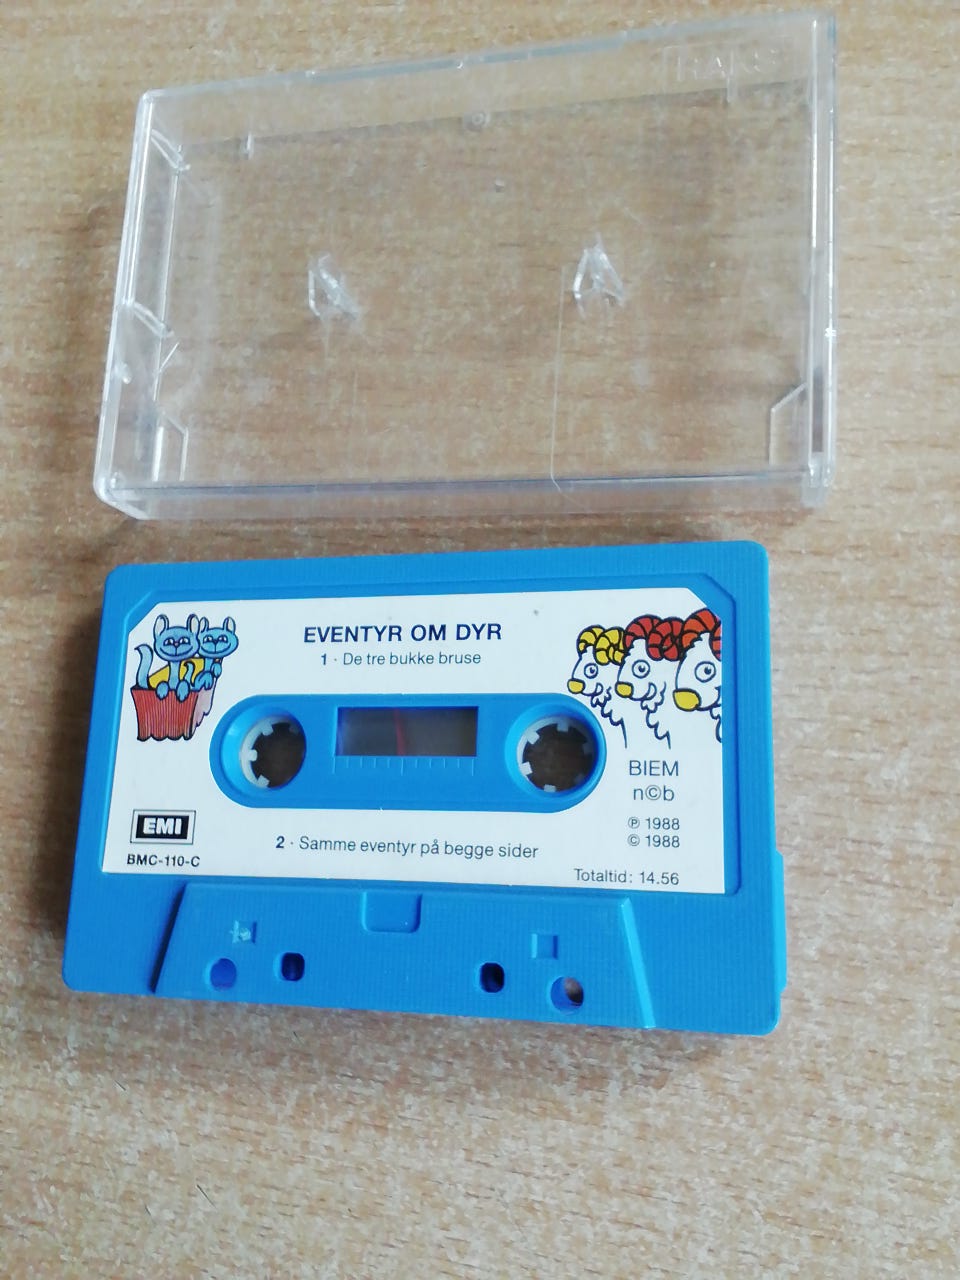 RAKS
EVENTYR OM DYR
1 · De tre bukke bruse
BIEM
n©b
EMI
BMC-110-C
℗ 1988
© 1988
2 · Samme eventyr på begge sider
Totaltid: 14.56